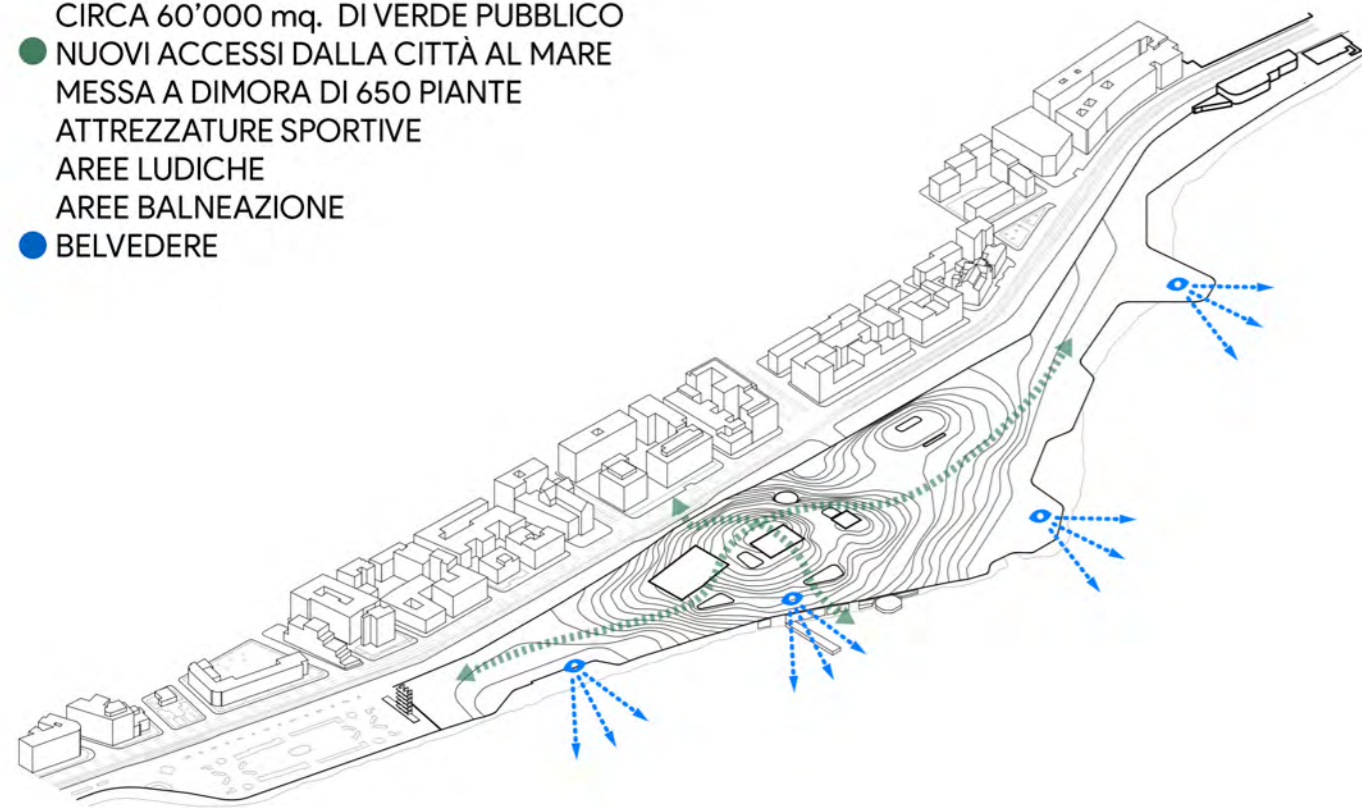 CIRCA 60’000 mq. DI VERDE PUBBLICO
NUOVI ACCESSI DALLA CITTÀ AL MARE
MESSA A DIMORA DI 650 PIANTE
ATTREZZATURE SPORTIVE
AREE LUDICHE
AREE BALNEAZIONE
BELVEDERE